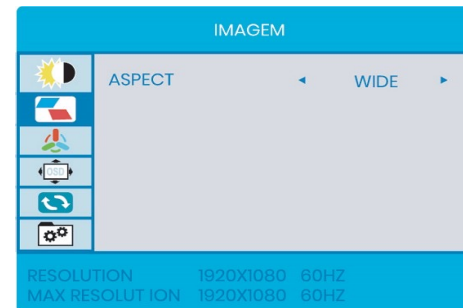 IMAGEM
ASPECT ◄ WIDE ►
OSD
RESOLUTION 1920X1080 60HZ
MAX RESOLUT ION 1920X1080 60HZ